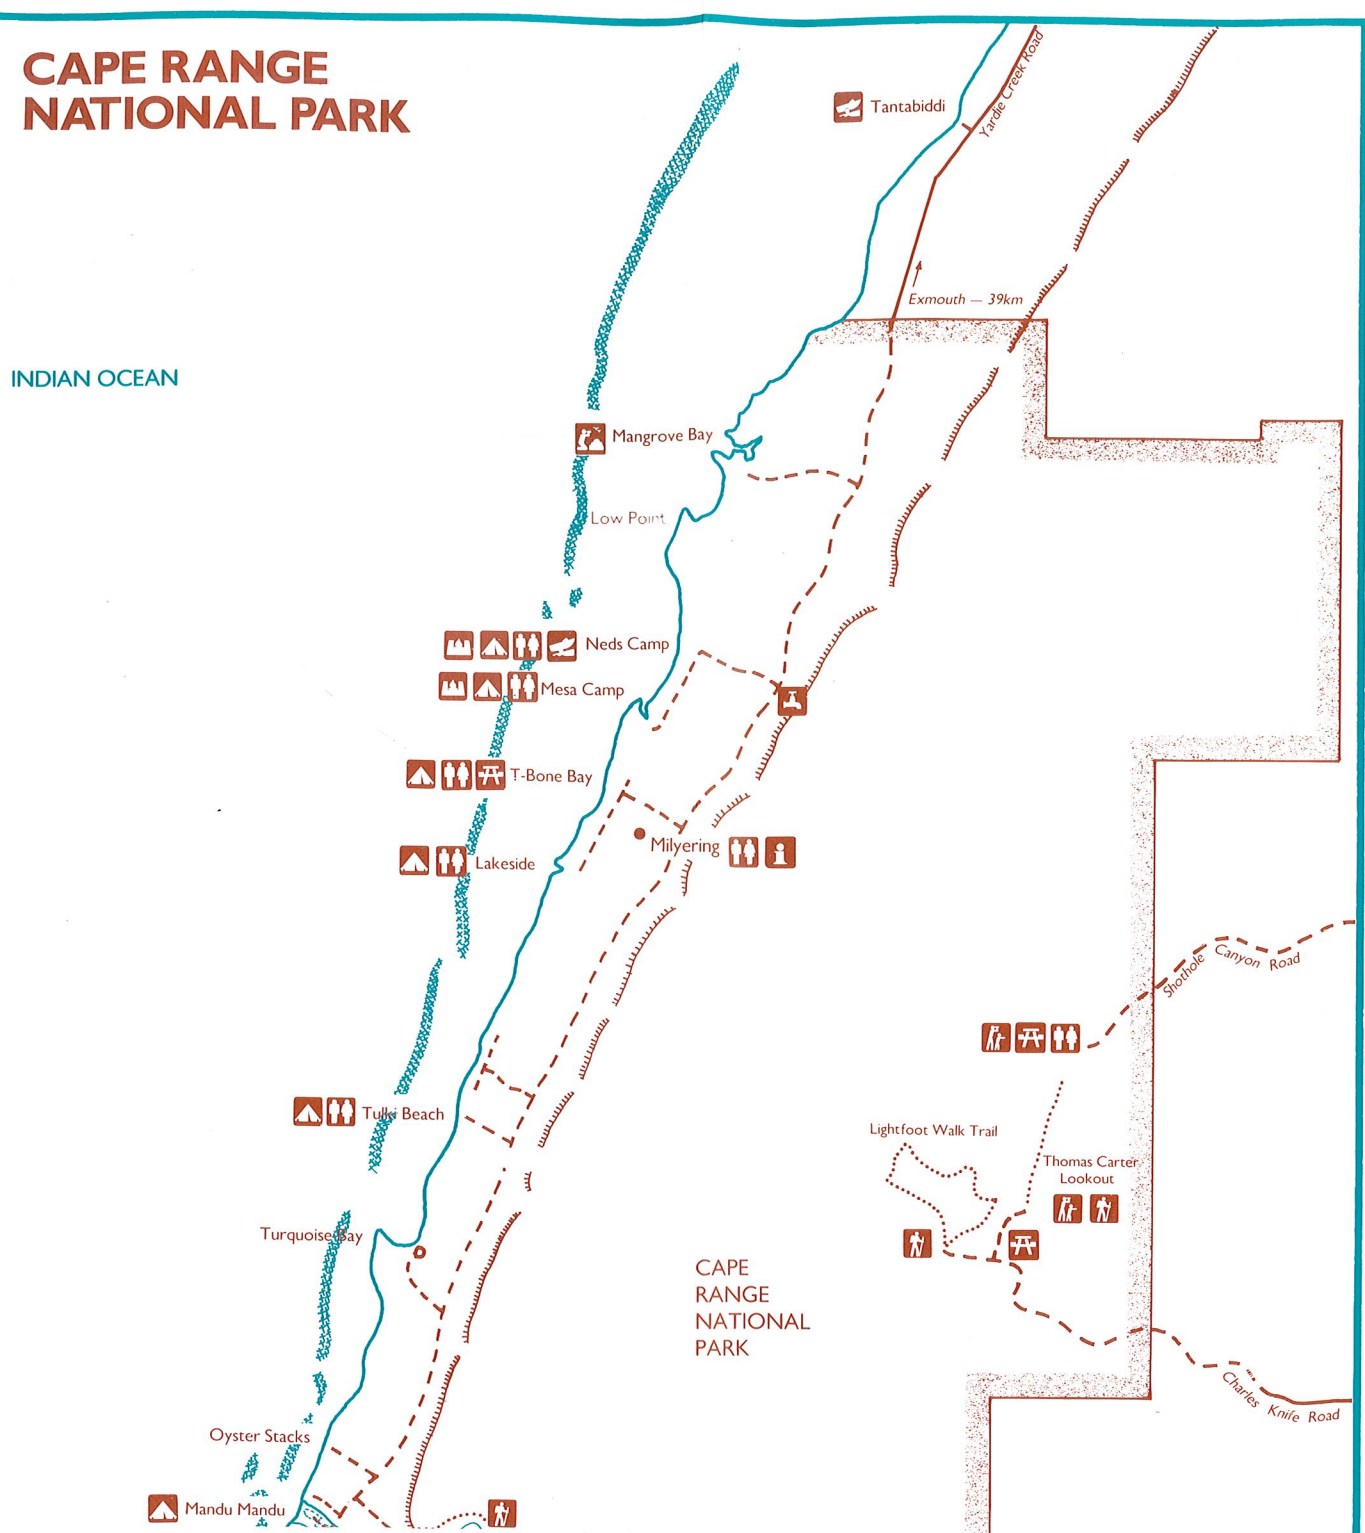 CAPE RANGE
NATIONAL PARK
Tantabiddi
Yardie Creek Road
Exmouth — 39km
INDIAN OCEAN
Mangrove Bay
Low Point
Neds Camp
Mesa Camp
T-Bone Bay
Milyering
Lakeside
Shothole Canyon Road
Tulki Beach
Lightfoot Walk Trail
Thomas Carter
Lookout
Turquoise Bay
CAPE
RANGE
NATIONAL
PARK
Charles Knife Road
Oyster Stacks
Mandu Mandu